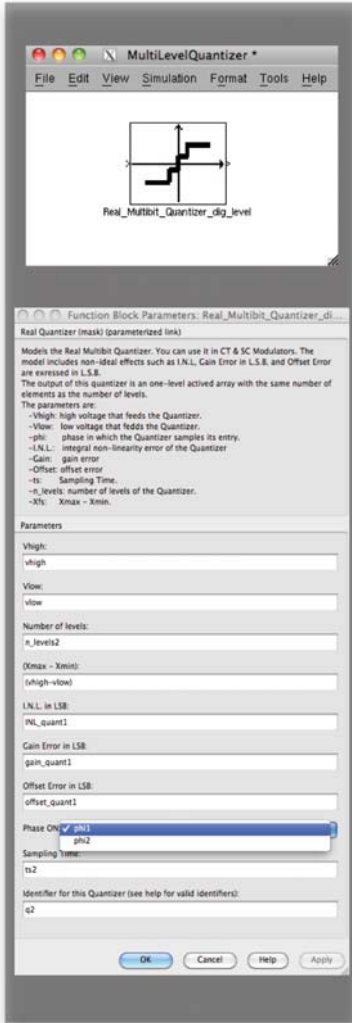 MultiLevelQuantizer *
File Edit View Simulation Format Tools Help
Real_Multibit_Quantizer_dig_level
Function Block Parameters: Real_Multibit_Quantizer_di...
Real Quantizer (mask) (parameterized link)
Models the Real Multibit Quantizer. You can use it in CT & SC Modulators. The
model includes non-ideal effects such as I.N.L, Gain Error in L.S.B. and Offset Error
are exressed in L.S.B.
The output of this quantizer is an one-level actived array with the same number of
elements as the number of levels.
The parameters are:
-Vhigh: high voltage that feeds the Quantizer.
-Vlow: low voltage that fedds the Quantizer.
-phi: phase in which the Quantizer samples its entry.
-I.N.L.: integral non-linearity error of the Quantizer
-Gain: gain error
-Offset: offset error
-ts: Sampling Time.
-n_levels: number of levels of the Quantizer.
-Xfs: Xmax - Xmin.
Parameters
Vhigh:
vhigh
Vlow:
vlow
Number of levels:
n_levels2
(Xmax - Xmin):
(vhigh-vlow)
I.N.L. in LSB:
INL_quant1
Gain Error in LSB:
gain_quant1
Offset Error in LSB:
offset_quant1
Phase ON ✓ phi1
phi2
Sampling Time:
ts2
Identifier for this Quantizer (see help for valid identifiers):
q2
OK Cancel Help Apply